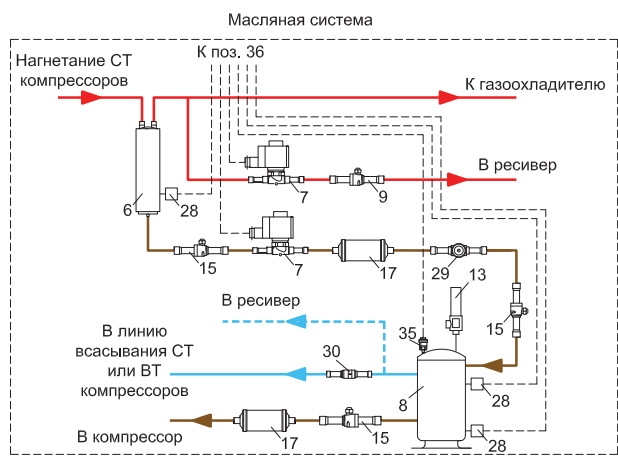 Масляная система
Нагнетание СТ
компрессоров
К поз. 36
К газоохладителю
В ресивер
6
28
7
9
15
7
17
29
13
15
В ресивер
35
В линию
всасывания СТ
или ВТ
компрессоров
30
8
28
В компрессор
17
15
28